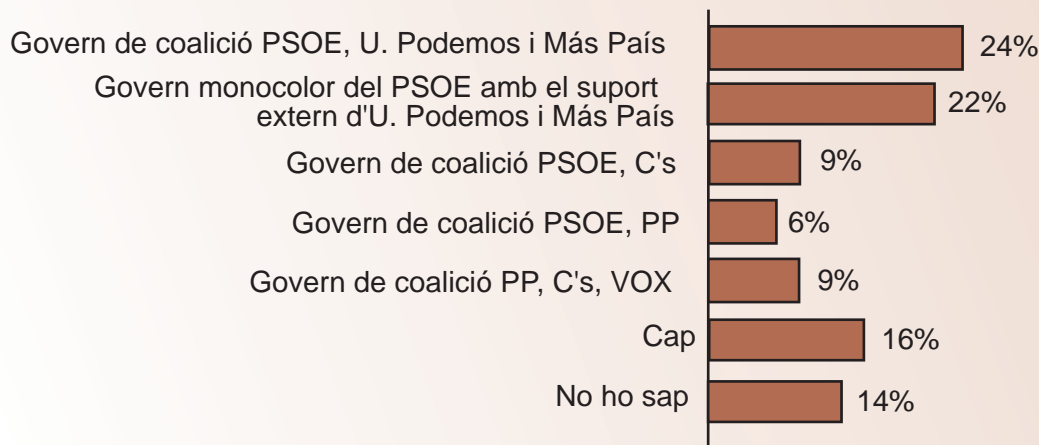 Govern de coalició PSOE, U. Podemos i Más País 24%
Govern monocolor del PSOE amb el suport
extern d'U. Podemos i Más País 22%
Govern de coalició PSOE, C's 9%
Govern de coalició PSOE, PP 6%
Govern de coalició PP, C's, VOX 9%
Cap 16%
No ho sap 14%